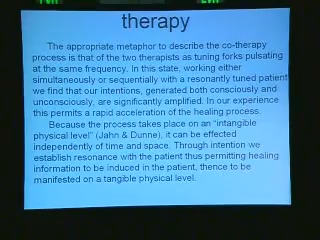 therapy
The appropriate metaphor to describe the co-therapy
process is that of the two therapists as tuning forks pulsating
at the same frequency. In this state, working either
simultaneously or sequentially with a resonantly tuned patient
we find that our intentions, generated both consciously and
unconsciously, are significantly amplified. In our experience
this permits a rapid acceleration of the healing process.
Because the process takes place on an "intangible
physical level" (Jahn & Dunne), it can be effected
independently of time and space. Through intention we
establish resonance with the patient thus permitting healing
information to be induced in the patient, thence to be
manifested on a tangible physical level.